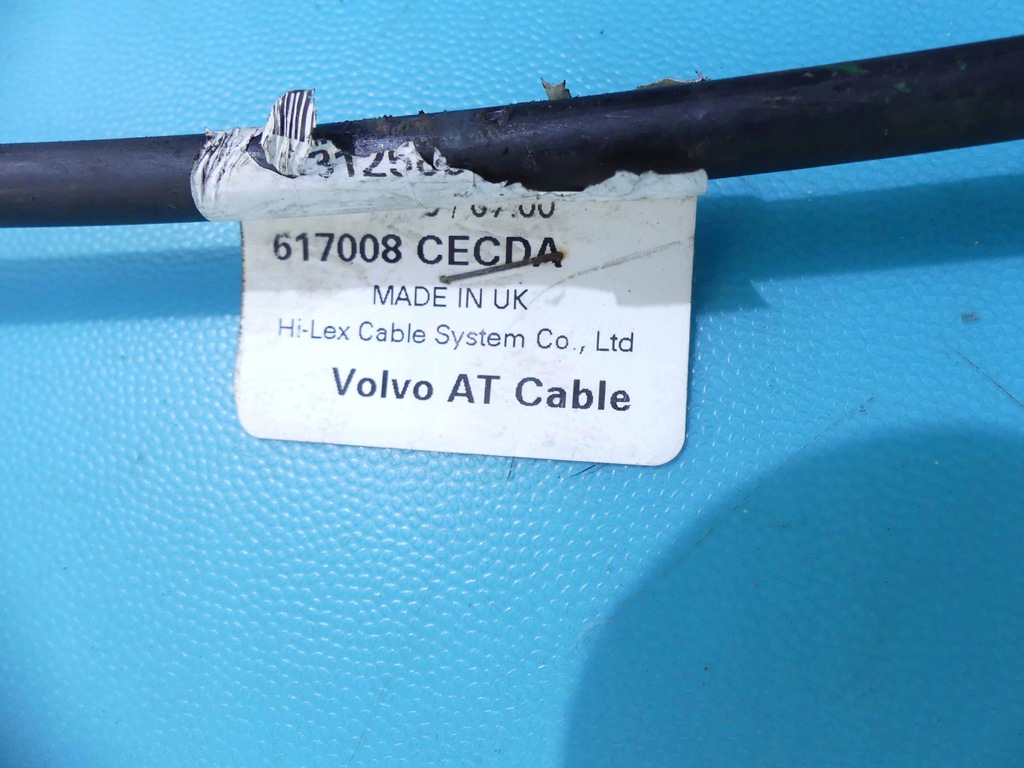 617008 CECDA
MADE IN UK
Hi-Lex Cable System Co., Ltd
Volvo AT Cable